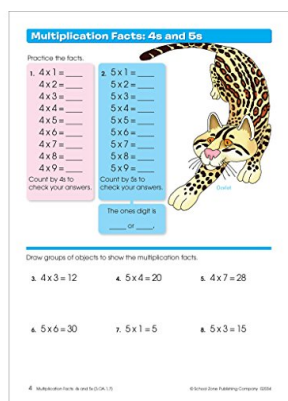 Multiplication Facts: 4s and 5s
Practice the facts.
1. 4 x 1 = ____
4 x 2 = ____
4 x 3 = ____
4 x 4 = ____
4 x 5 = ____
4 x 6 = ____
4 x 7 = ____
4 x 8 = ____
4 x 9 = ____
Count by 4s to
check your answers.
2. 5 x 1 = ____
5 x 2 = ____
5 x 3 = ____
5 x 4 = ____
5 x 5 = ____
5 x 6 = ____
5 x 7 = ____
5 x 8 = ____
5 x 9 = ____
Count by 5s to
check your answers.
The ones digit is
____ or ____.
Draw groups of objects to show the multiplication facts.
3. 4 x 3 = 12
4. 5 x 4 = 20
5. 4 x 7 = 28
6. 5 x 6 = 30
7. 5 x 1 = 5
8. 5 x 3 = 15
4 Multiplication Facts: 4s and 5s
© School Zone Publishing Company